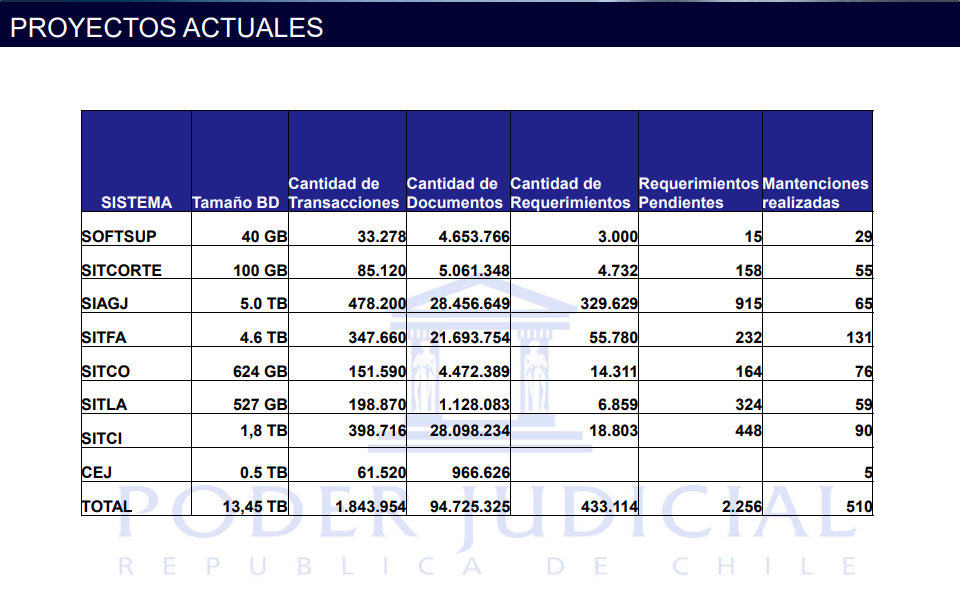 PROYECTOS ACTUALES
SISTEMA Tamaño BD Cantidad de Transacciones Cantidad de Documentos Cantidad de Requerimientos Requerimientos Pendientes Mantenciones realizadas
SOFTSUP 40 GB 33.278 4.653.766 3.000 15 29
SITCORTE 100 GB 85.120 5.061.348 4.732 158 55
SIAGJ 5.0 TB 478.200 28.456.649 329.629 915 65
SITFA 4.6 TB 347.660 21.693.754 55.780 232 131
SITCO 624 GB 151.590 4.472.389 14.311 164 76
SITLA 527 GB 198.870 1.128.083 6.859 324 59
SITCI 1,8 TB 398.716 28.098.234 18.803 448 90
CEJ 0.5 TB 61.520 966.626 5
TOTAL 13,45 TB 1.843.954 94.725.325 433.114 2.256 510
PODER JUDICIAL
REPUBLICA DE CHILE